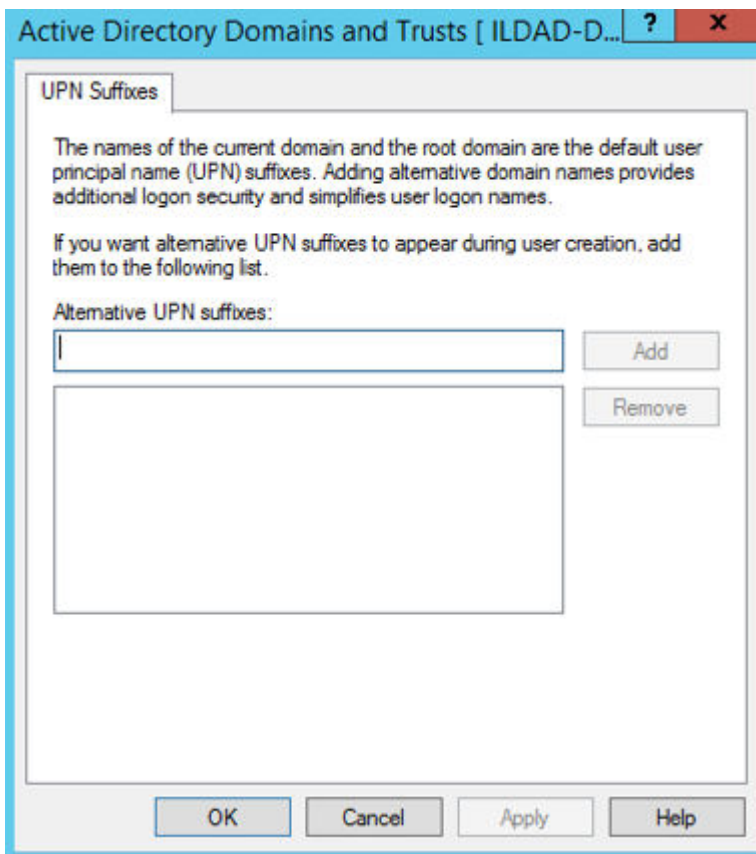 Active Directory Domains and Trusts [ ILDAD-D... ? x
UPN Suffixes
The names of the current domain and the root domain are the default user
principal name (UPN) suffixes. Adding alternative domain names provides
additional logon security and simplifies user logon names.
If you want alternative UPN suffixes to appear during user creation, add
them to the following list.
Alternative UPN suffixes:
Add
Remove
OK Cancel Apply Help